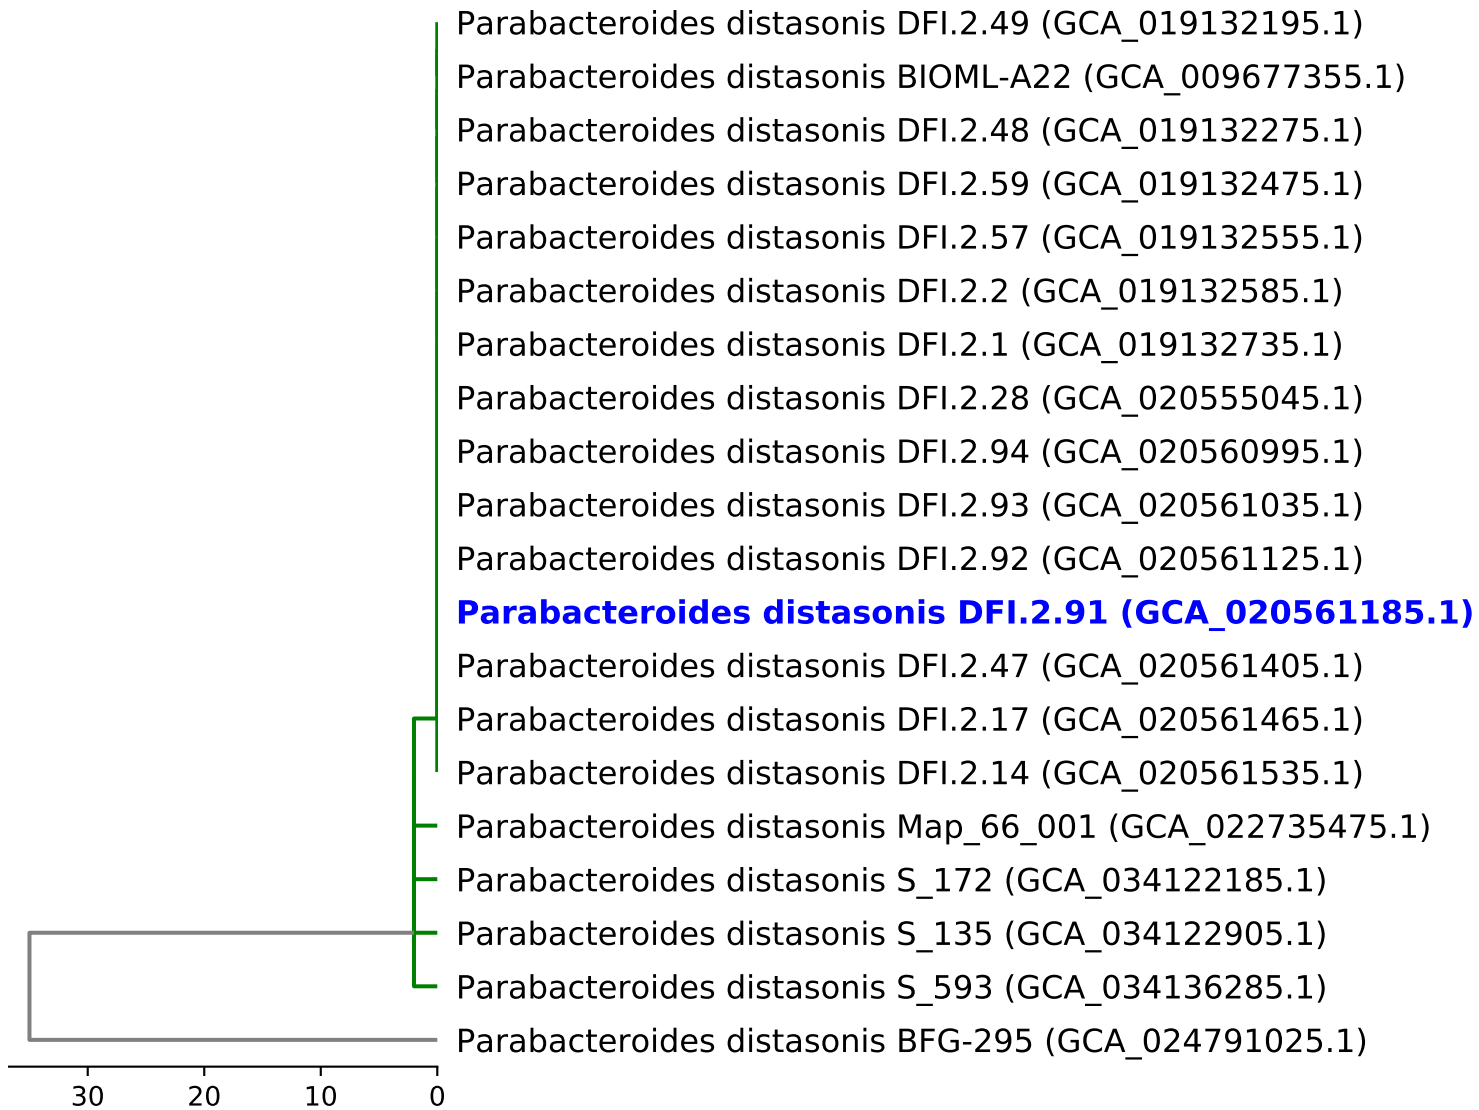 Parabacteroides distasonis DFI.2.49 (GCA_019132195.1)
Parabacteroides distasonis BIOML-A22 (GCA_009677355.1)
Parabacteroides distasonis DFI.2.48 (GCA_019132275.1)
Parabacteroides distasonis DFI.2.59 (GCA_019132475.1)
Parabacteroides distasonis DFI.2.57 (GCA_019132555.1)
Parabacteroides distasonis DFI.2.2 (GCA_019132585.1)
Parabacteroides distasonis DFI.2.1 (GCA_019132735.1)
Parabacteroides distasonis DFI.2.28 (GCA_020555045.1)
Parabacteroides distasonis DFI.2.94 (GCA_020560995.1)
Parabacteroides distasonis DFI.2.93 (GCA_020561035.1)
Parabacteroides distasonis DFI.2.92 (GCA_020561125.1)
Parabacteroides distasonis DFI.2.91 (GCA_020561185.1)
Parabacteroides distasonis DFI.2.47 (GCA_020561405.1)
Parabacteroides distasonis DFI.2.17 (GCA_020561465.1)
Parabacteroides distasonis DFI.2.14 (GCA_020561535.1)
Parabacteroides distasonis Map_66_001 (GCA_022735475.1)
Parabacteroides distasonis S_172 (GCA_034122185.1)
Parabacteroides distasonis S_135 (GCA_034122905.1)
Parabacteroides distasonis S_593 (GCA_034136285.1)
Parabacteroides distasonis BFG-295 (GCA_024791025.1)
30 20 10 0